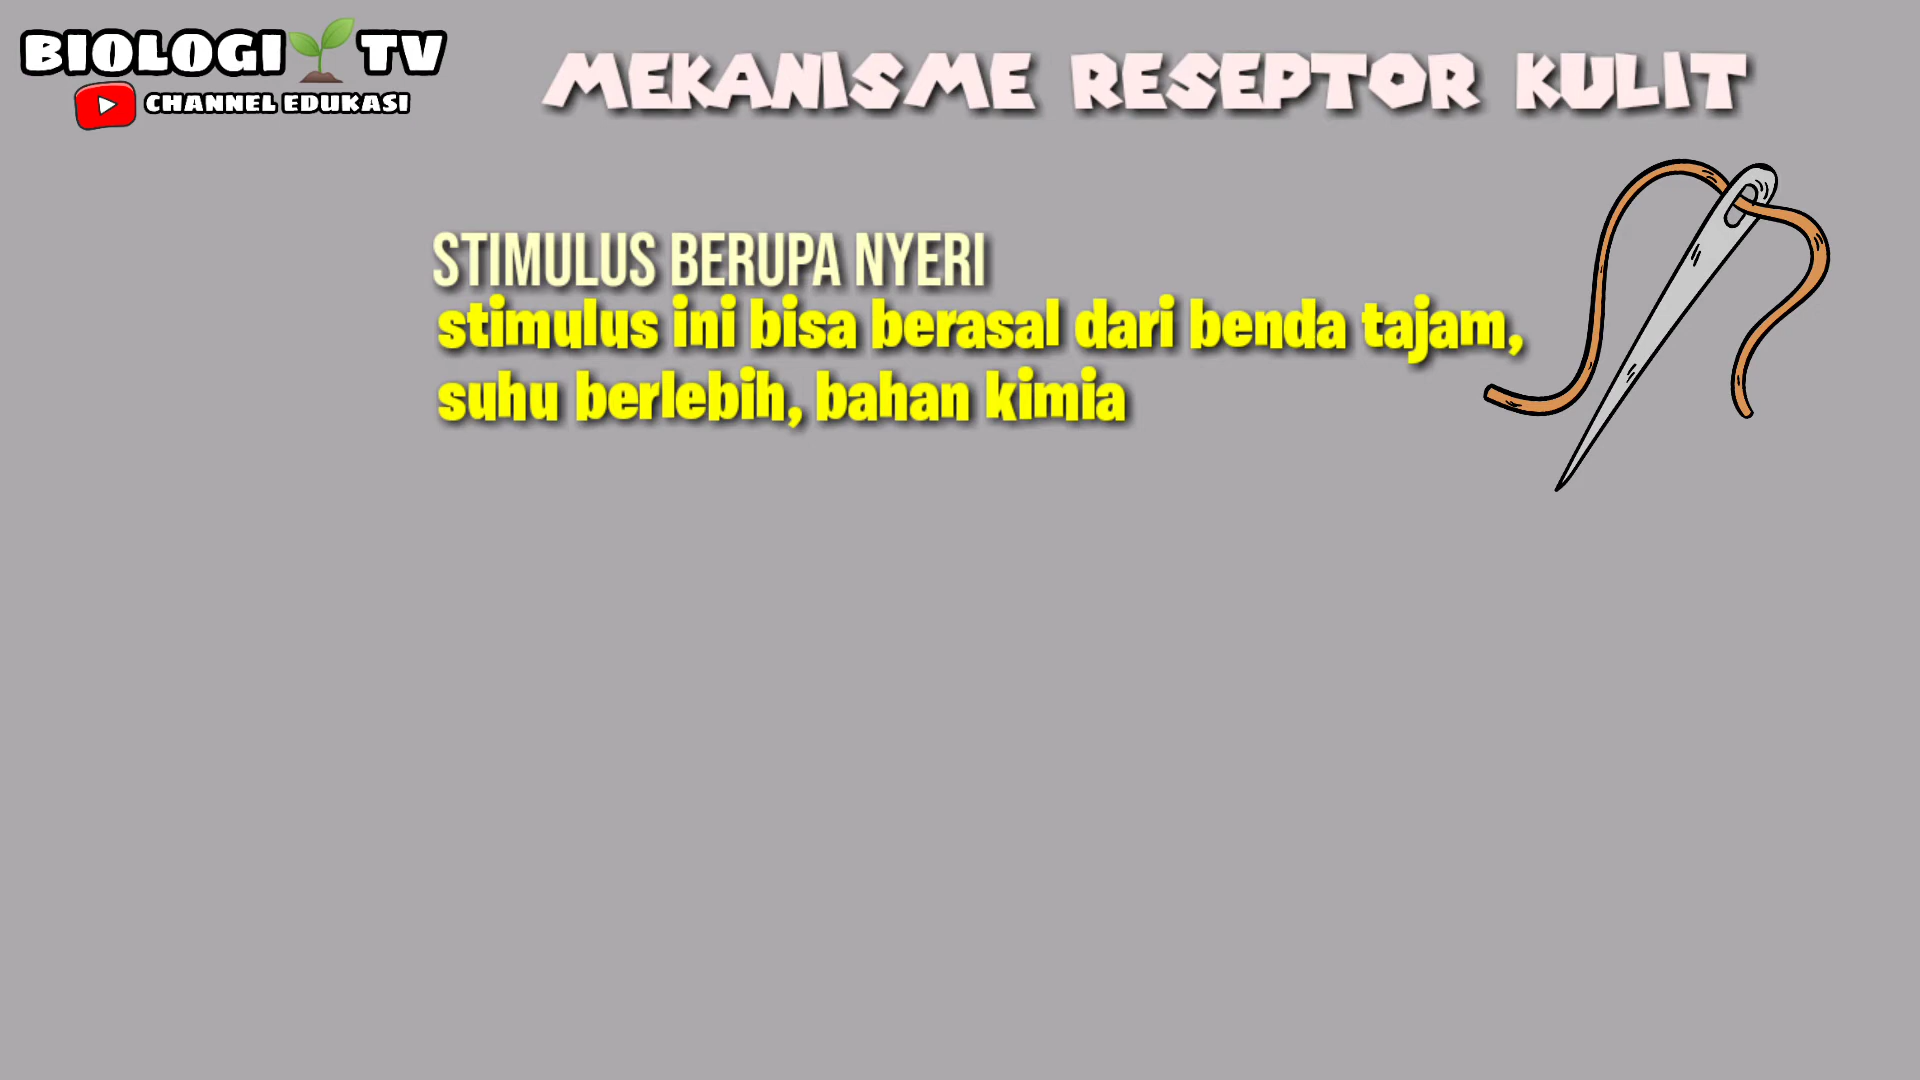 BIOLOGI TV
CHANNEL EDUKASI
MEKANISME RESEPTOR KULIT
STIMULUS BERUPA NYERI
stimulus ini bisa berasal dari benda tajam,
suhu berlebih, bahan kimia